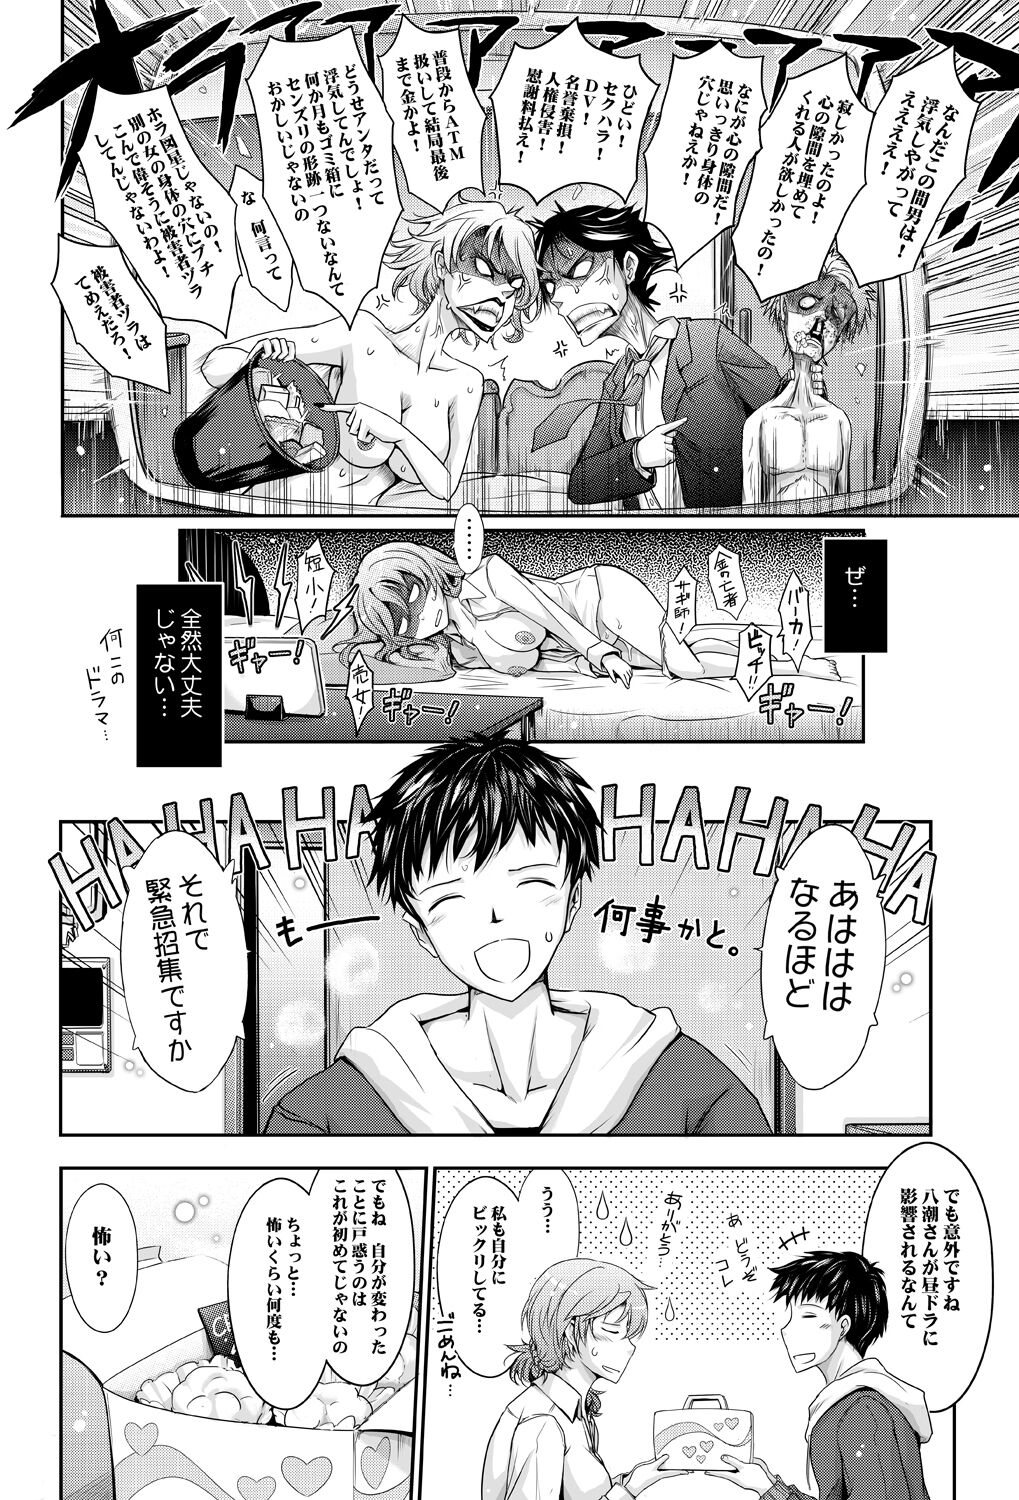 なんだこの間男は!
浮気しやがって
ええええ!
寂しかったのよ!
心の隙間を埋めて
くれる人が欲しかったの!
なにが心の隙間だ!
思いっきり身体の
穴じゃねえか!
ひどい!
セクハラ!
DV!
名誉棄損!
人権侵害!
慰謝料払え!
普段からATM
扱いして結局最後
まで金かよ!
どうせアンタだって
浮気してんでしょ!
何か月もゴミ箱に
センズリの形跡一つないなんて
おかしいじゃないの
な 何言って
ホラ図星じゃないの!
別の女の身体の穴にブチ
こんで偉そうに被害者ヅラ
してんじゃないわよ!
被害者ヅラは
てめえだろ!
ぜ…
バーカ!
金の亡者
サギ師!
ビッチ!!
ギャー!
……
短小!
ギャー!
売女!
ギャー!
全然大丈夫
じゃない…
何この
ドラマ…
HAHAHAHA
HAHAHAHA
あははは
なるほど
何事かと。
もーー
それで
緊急招集ですか
でも意外ですね
八潮さんが昼ドラに
影響されるなんて
あ
どうぞ
コレ
ありがとう…
うう…
私も自分に
ビックリしてる…
ごめんね…
でもね 自分が変わった
ことに戸惑うのは
これが初めてじゃないの
ちょっと…
怖いくらい何度も…
怖い?